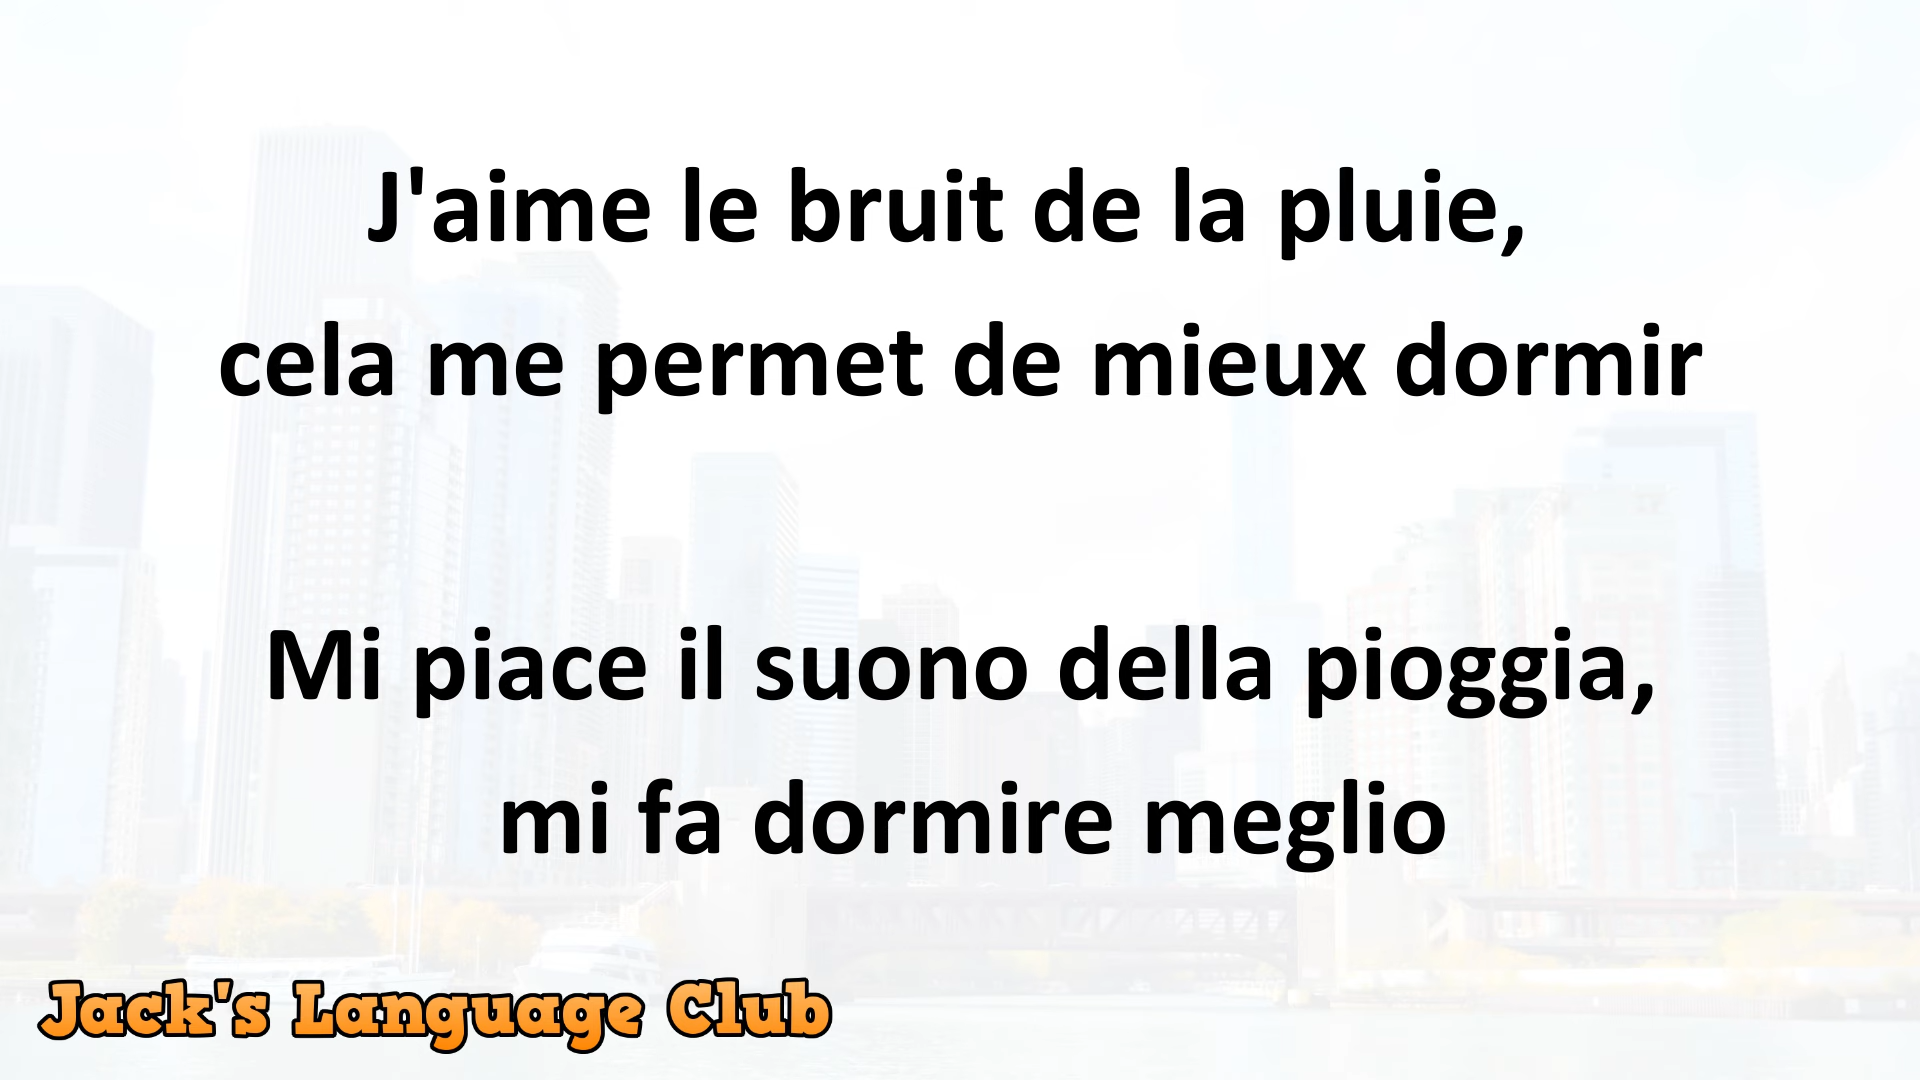 J'aime le bruit de la pluie,
cela me permet de mieux dormir
Mi piace il suono della pioggia,
mi fa dormire meglio
Jack's Language Club